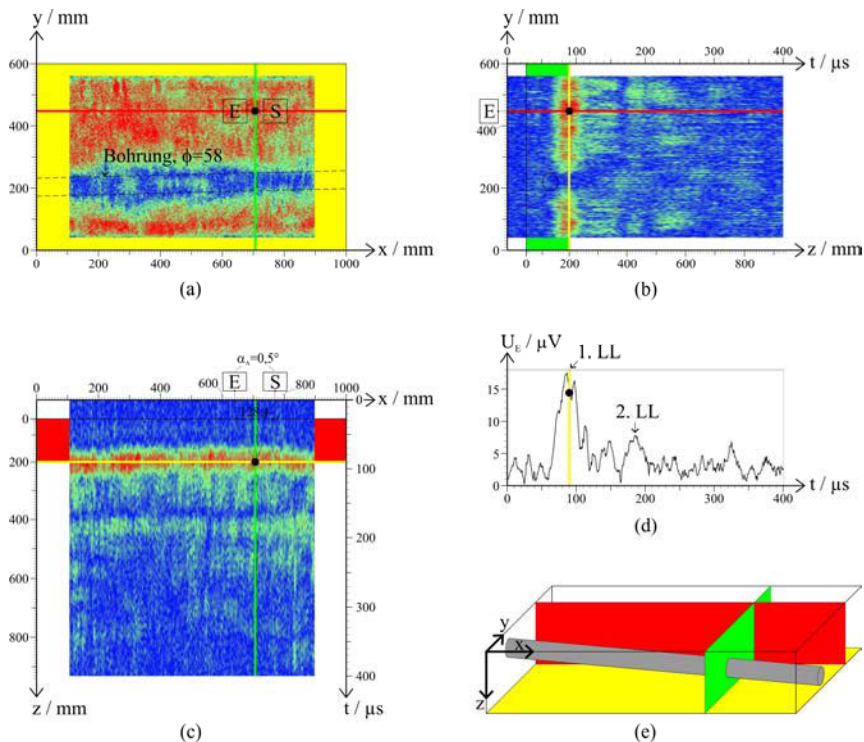 y / mm
600
400
200
0
E
S
Bohrung, ϕ=58
0 200 400 600 800 1000
x / mm
(a)
y / mm
0 100 200 300 400
t / µs
600
E
400
200
0
0 200 400 600 800
z / mm
(b)
αₐ=0,5°
0 200 400 600 E S 800 1000
x / mm
0
200
400
600
800
0
100
200
300
400
z / mm
t / µs
(c)
U_E / µV
1. LL
15
10
2. LL
5
0
0 100 200 300 400
t / µs
(d)
y
x
z
(e)